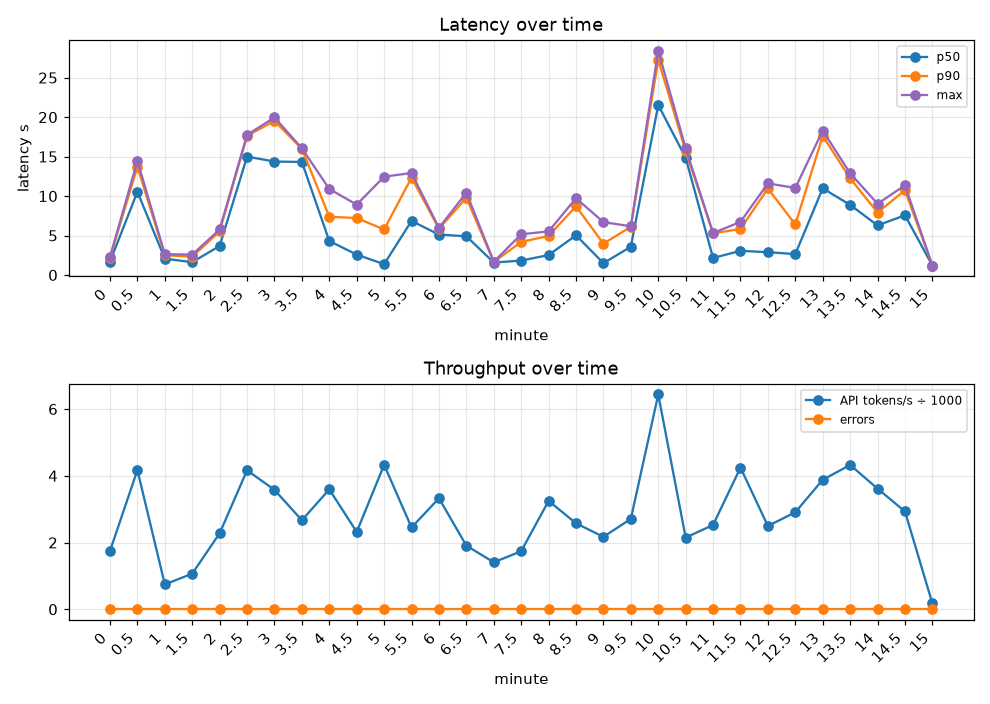 Latency over time
25
20
15
10
5
0
latency s
p50
p90
max
0 0.5 1 1.5 2 2.5 3 3.5 4 4.5 5 5.5 6 6.5 7 7.5 8 8.5 9 9.5 10 10.5 11 11.5 12 12.5 13 13.5 14 14.5 15
minute
Throughput over time
6
4
2
0
API tokens/s ÷ 1000
errors
0 0.5 1 1.5 2 2.5 3 3.5 4 4.5 5 5.5 6 6.5 7 7.5 8 8.5 9 9.5 10 10.5 11 11.5 12 12.5 13 13.5 14 14.5 15
minute